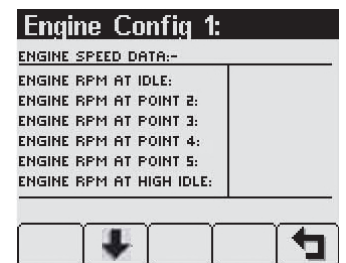 Engine Config 1:
ENGINE SPEED DATA:-
ENGINE RPM AT IDLE:
ENGINE RPM AT POINT 2:
ENGINE RPM AT POINT 3:
ENGINE RPM AT POINT 4:
ENGINE RPM AT POINT 5:
ENGINE RPM AT HIGH IDLE: